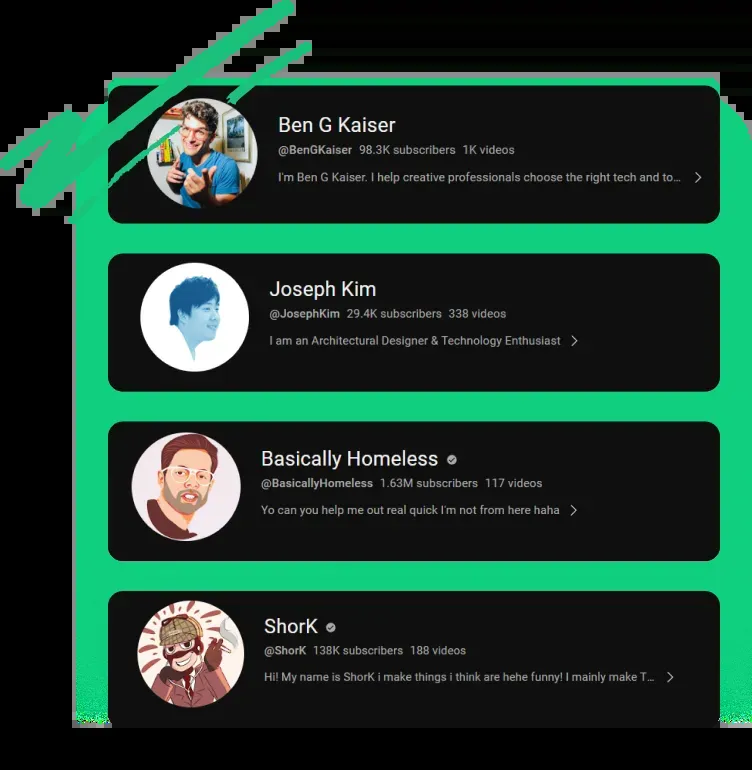 Ben G Kaiser
@BenGKaiser 98.3K subscribers 1K videos
I'm Ben G Kaiser. I help creative professionals choose the right tech and to...
Joseph Kim
@JosephKim 29.4K subscribers 338 videos
I am an Architectural Designer & Technology Enthusiast
Basically Homeless
@BasicallyHomeless 1.63M subscribers 117 videos
Yo can you help me out real quick I'm not from here haha
ShorK
@ShorK 138K subscribers 188 videos
Hi! My name is ShorK i make things i think are hehe funny! I mainly make T...